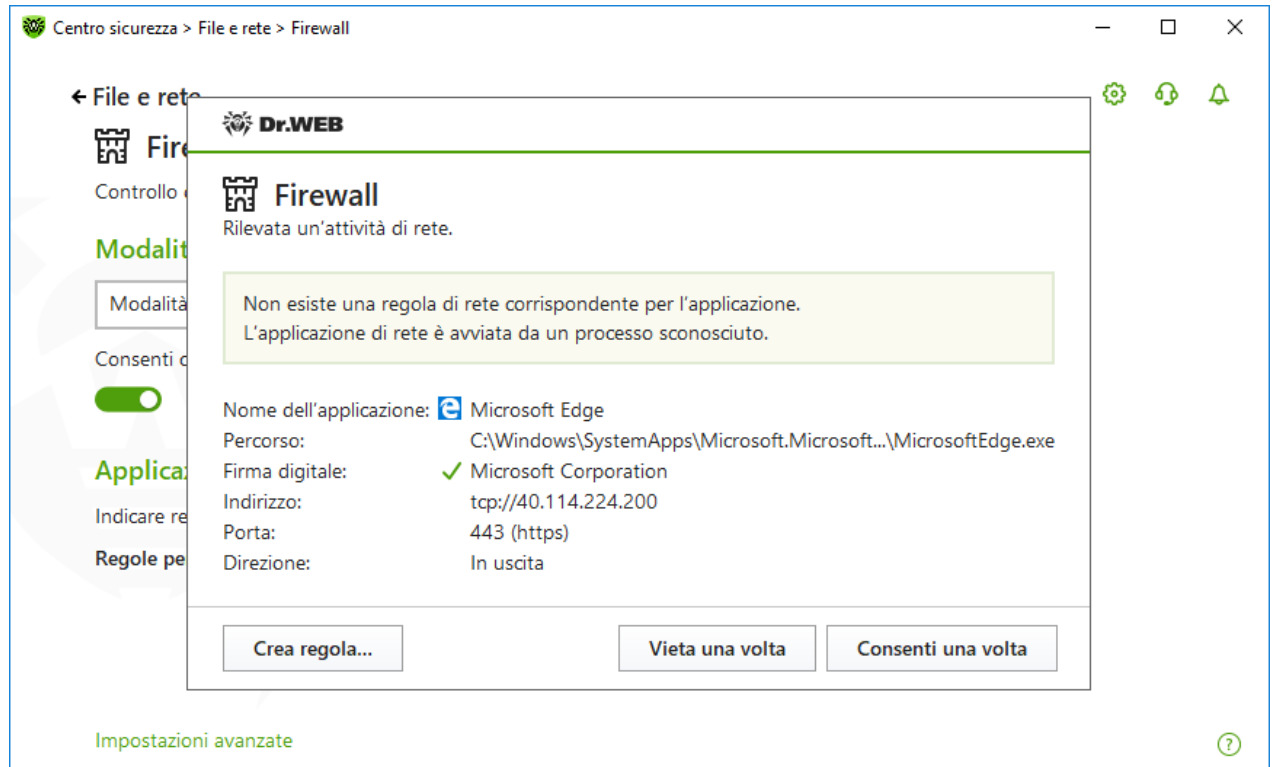 Centro sicurezza > File e rete > Firewall
File e rete
Dr.WEB
Firewall
Rilevata un'attività di rete.
Controllo
Modalit
Modalità
Consenti
Non esiste una regola di rete corrispondente per l'applicazione.
L'applicazione di rete è avviata da un processo sconosciuto.
Nome dell'applicazione: Microsoft Edge
Percorso: C:\Windows\SystemApps\Microsoft.Microsoft...\MicrosoftEdge.exe
Firma digitale: Microsoft Corporation
Indirizzo: tcp://40.114.224.200
Porta: 443 (https)
Direzione: In uscita
Applica
Indicare re
Regole pe
Crea regola...
Vieta una volta
Consenti una volta
Impostazioni avanzate